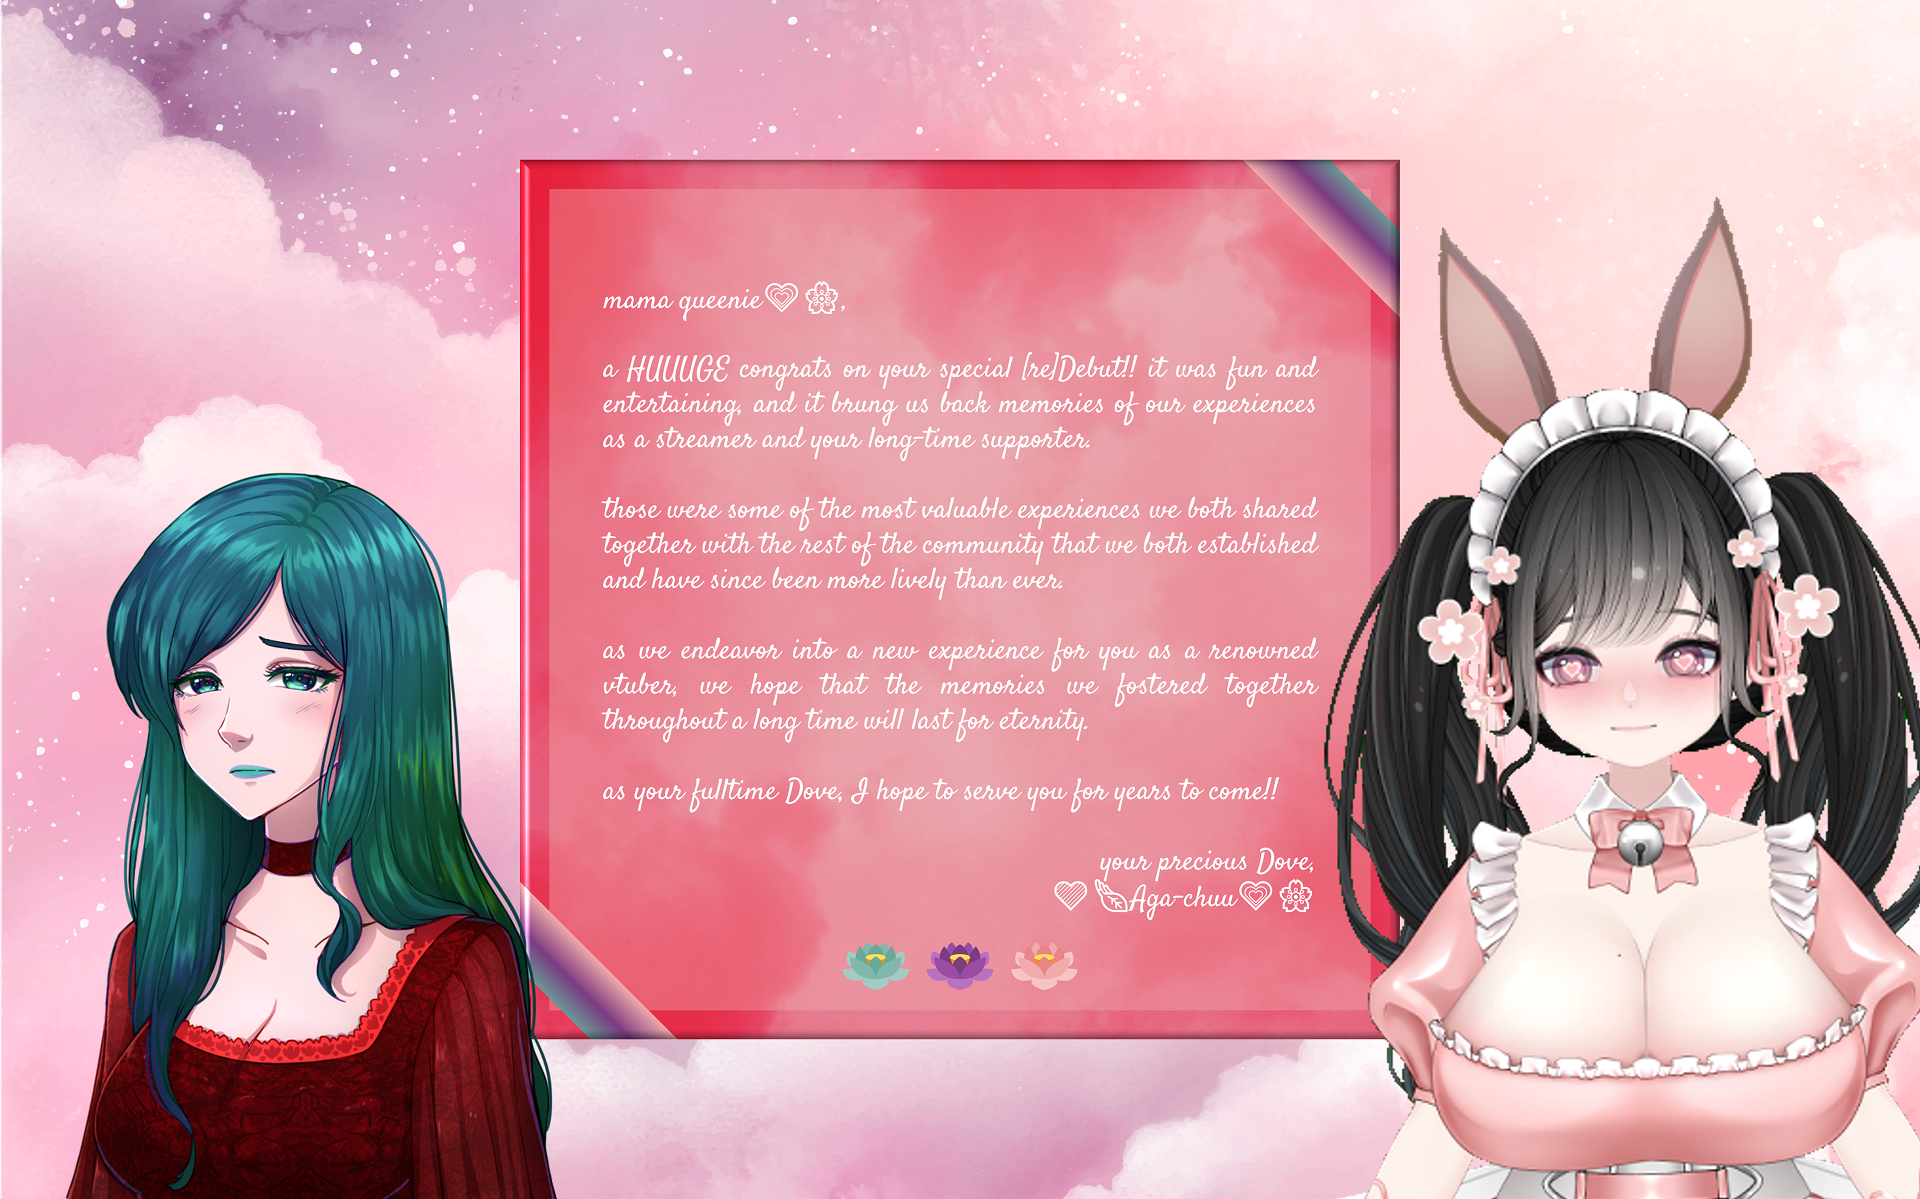 mama queenie💗🌸,
a HUUUGE congrats on your special [re]Debut!! it was fun and
entertaining, and it brung us back memories of our experiences
as a streamer and your long-time supporter.
those were some of the most valuable experiences we both shared
together with the rest of the community that we both established
and have since been more lively than ever.
as we endeavor into a new experience for you as a renowned
vtuber, we hope that the memories we fostered together
throughout a long time will last for eternity.
as your fulltime Dove, I hope to serve you for years to come!!
your precious Dove,
Aga-chuu💗🌸